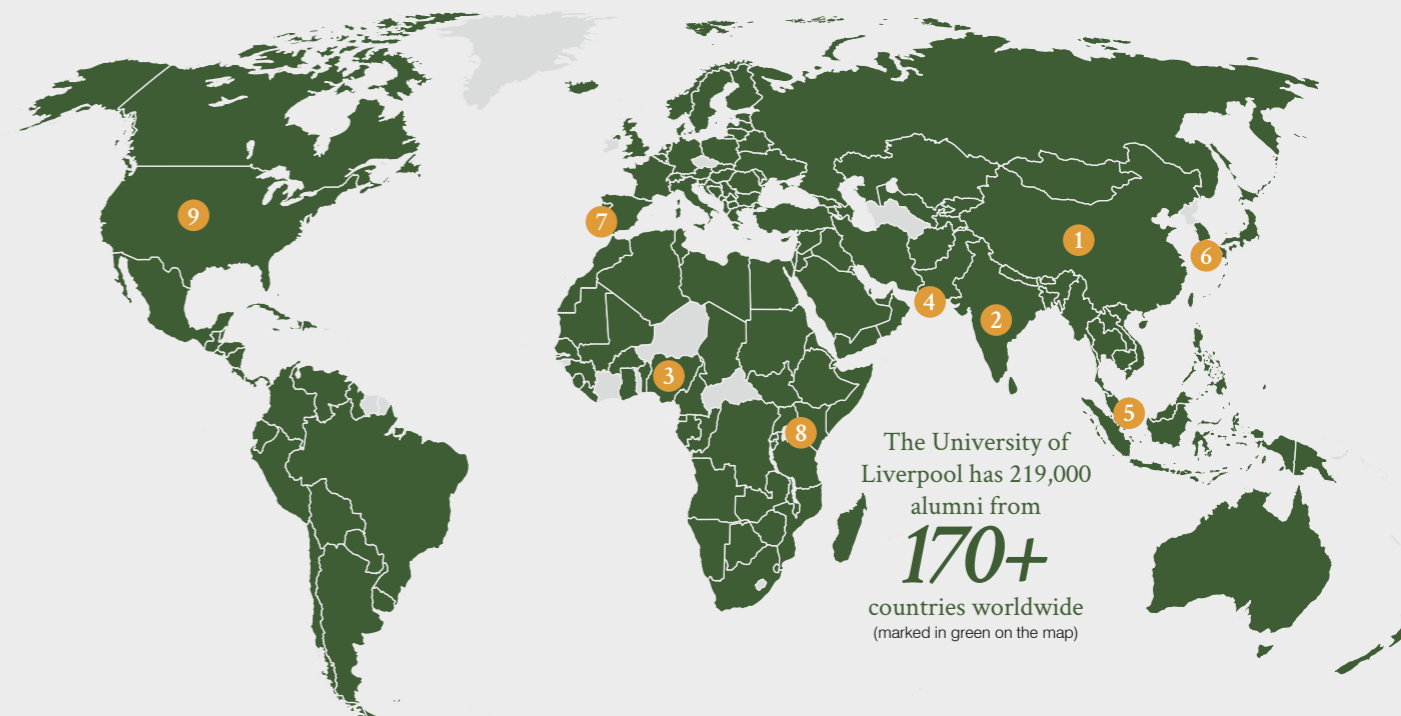 9
7
1
6
4
2
3
5
8
The University of
Liverpool has 219,000
alumni from
170+
countries worldwide
(marked in green on the map)